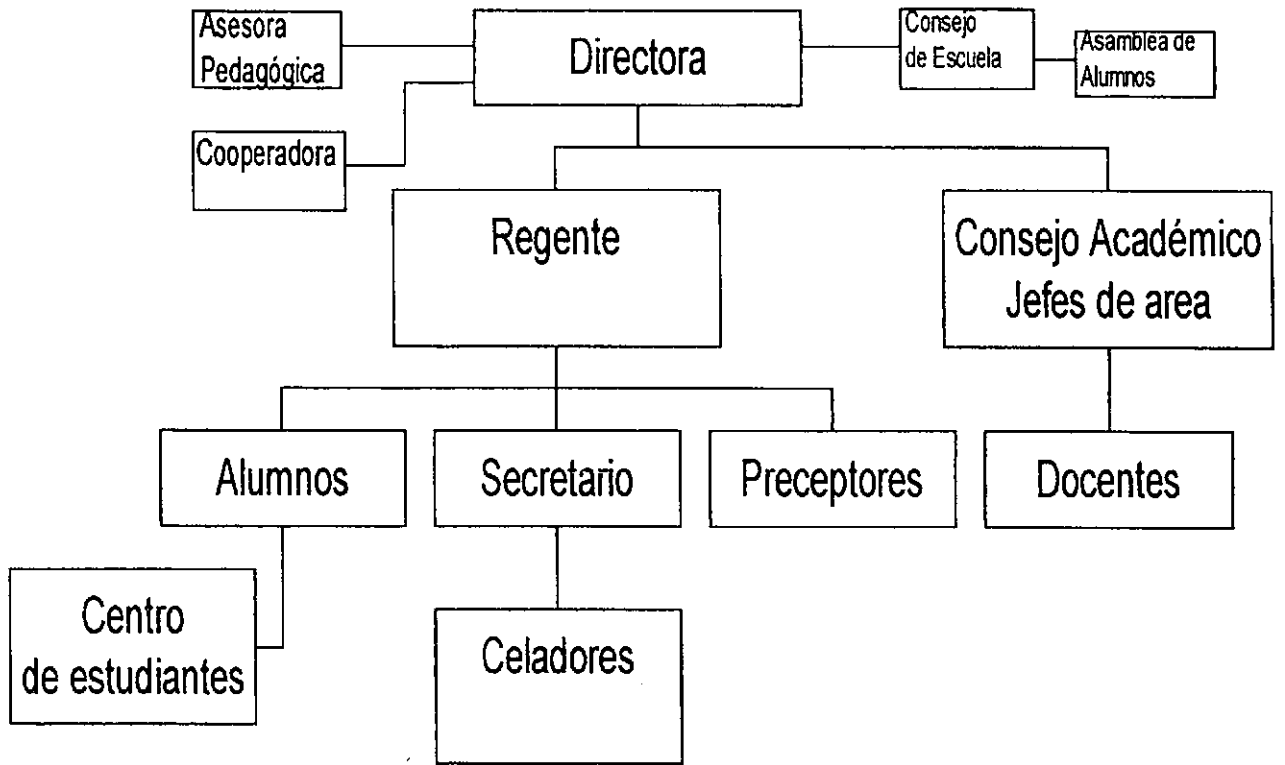 Asesora
Pedagógica
Directora
Consejo
de Escuela
Asamblea de
Alumnos
Cooperadora
Regente
Consejo Académico
Jefes de area
Alumnos
Secretario
Preceptores
Docentes
Centro
de estudiantes
Celadores